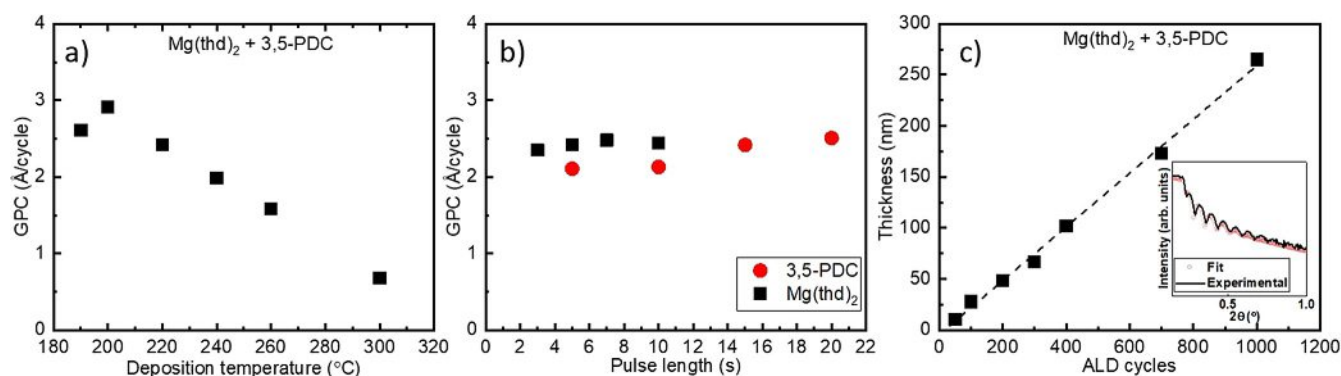 a)
Mg(thd)₂ + 3,5-PDC
GPC (Å/cycle)
4
3
2
1
0
180 200 220 240 260 280 300 320
Deposition temperature (°C)
b)
GPC (Å/cycle)
4
3
2
1
0
3,5-PDC
Mg(thd)₂
0 2 4 6 8 10 12 14 16 18 20 22
Pulse length (s)
c)
Mg(thd)₂ + 3,5-PDC
Thickness (nm)
300
250
200
150
100
50
0
Intensity (arb. units)
Fit
Experimental
0.5 1.0
2Θ (°)
0 200 400 600 800 1000 1200
ALD cycles